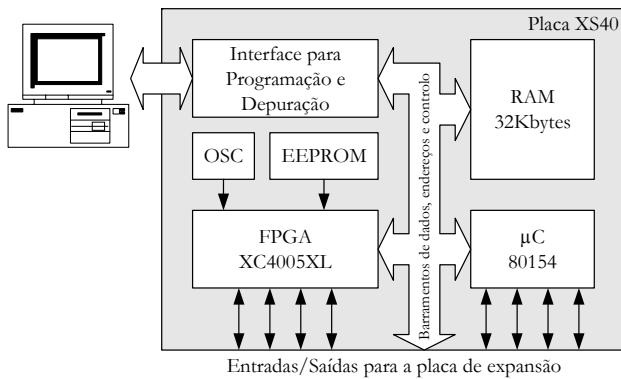 Placa XS40
Interface para
Programação e
Depuração
RAM
32Kbytes
Barramentos de dados, endereços e controlo
OSC
EEPROM
FPGA
XC4005XL
µC
80154
Entradas/Saídas para a placa de expansão